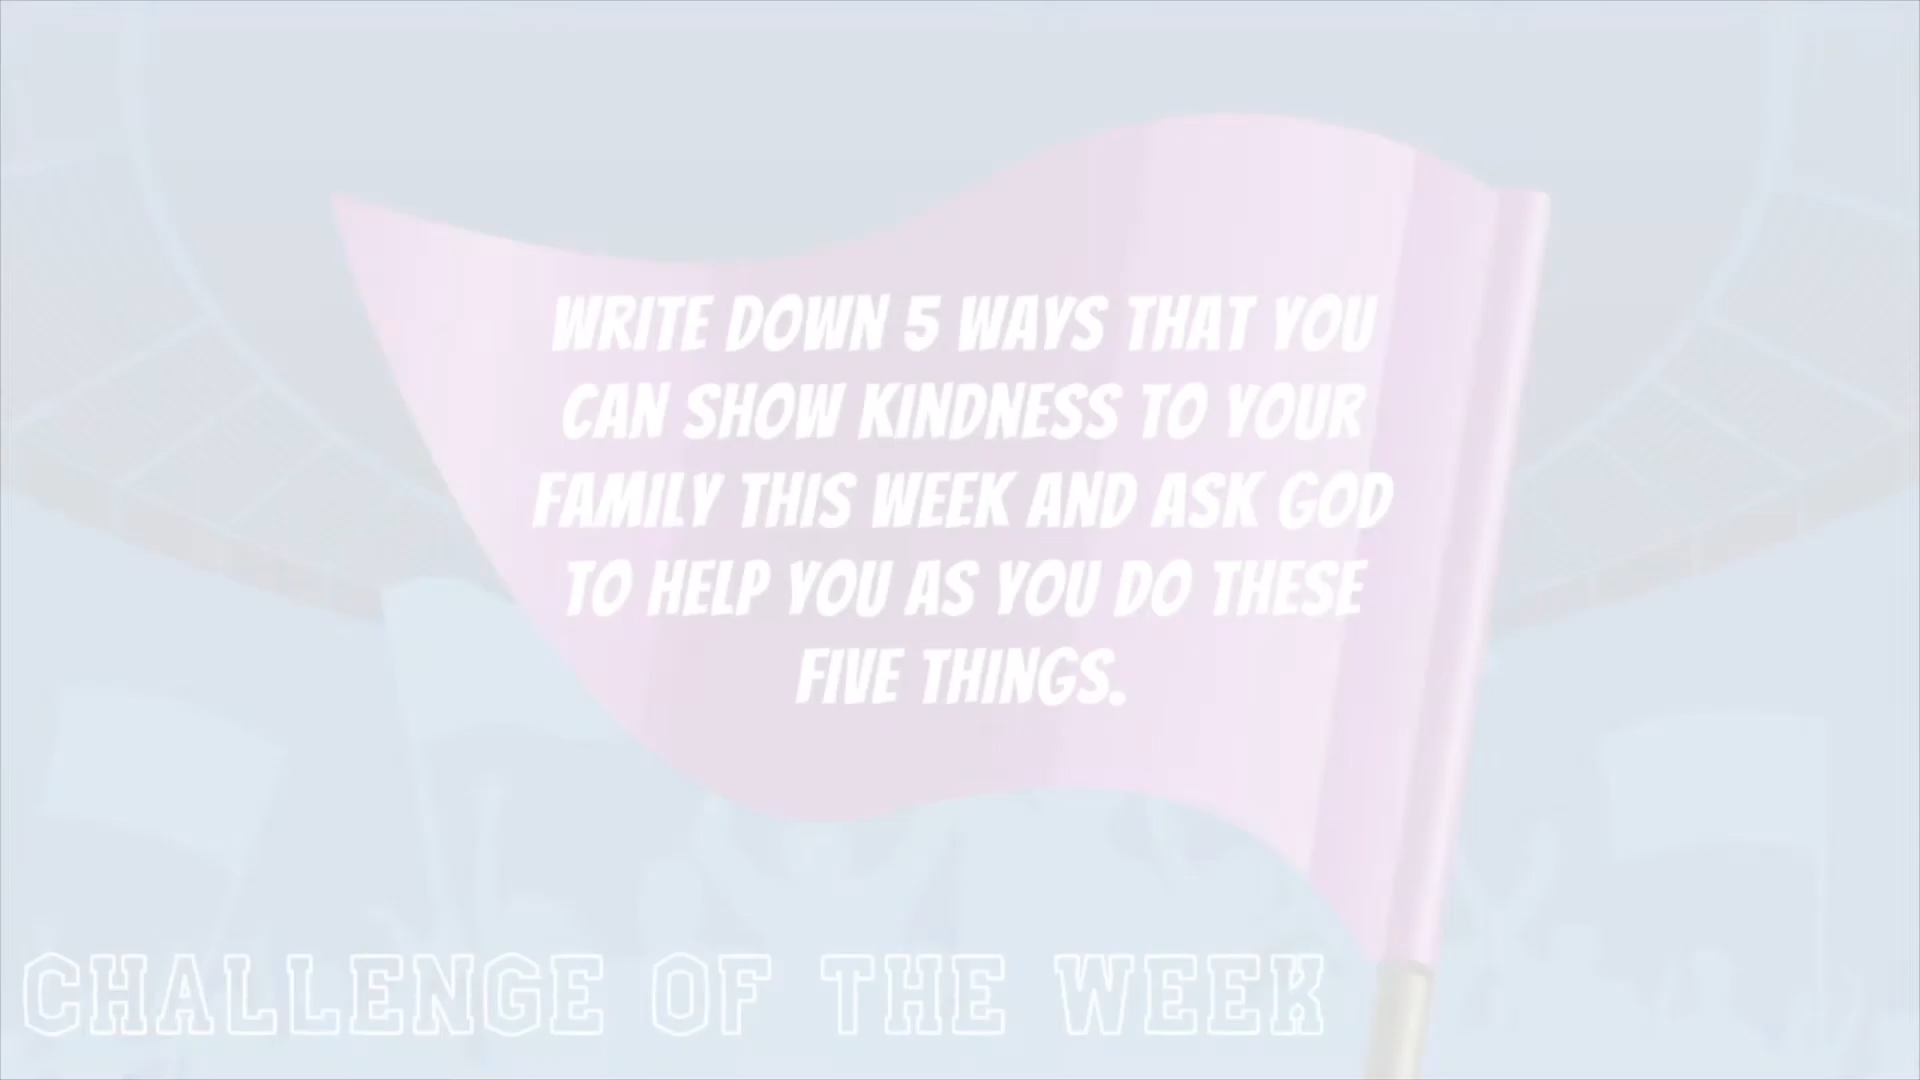 WRITE DOWN 5 WAYS THAT YOU
CAN SHOW KINDNESS TO YOUR
FAMILY THIS WEEK AND ASK GOD
TO HELP YOU AS YOU DO THESE
FIVE THINGS.
CHALLENGE OF THE WEEK